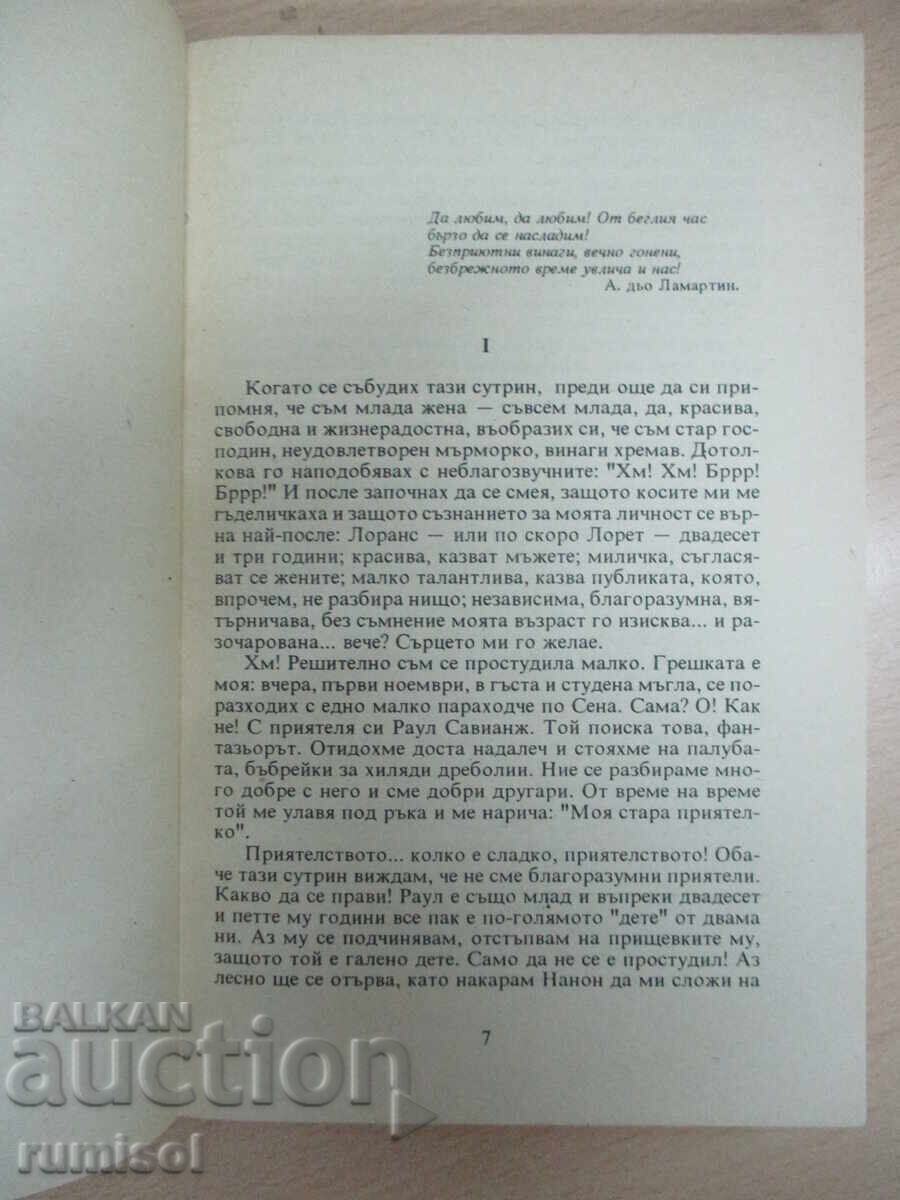 Да любим, да любим! От беглия час
бързо да се насладим!
Безприютни винаги, вечно гонени,
безбрежното време увлича и нас!
А. дьо Ламартин.
I
Когато се събудих тази сутрин, преди още да си при-
помня, че съм млада жена — съвсем млада, да, красива,
свободна и жизнерадостна, въобразих си, че съм стар гос-
подин, неудовлетворен мърморко, винаги хремав. Дотол-
кова го наподобявах с неблагозвучните: "Хм! Хм! Бррр!
Бррр!" И после започнах да се смея, защото косите ми ме
гъделичкаха и защото съзнанието за моята личност се вър-
на най-после: Лоранс — или по скоро Лорет — двадесет
и три години; красива, казват мъжете; миличка, съглася-
ват се жените; малко талантлива, казва публиката, която,
впрочем, не разбира нищо; независима, благоразумна, вя-
търничава, без съмнение моята възраст го изисква... и ра-
зочарована... вече? Сърцето ми го желае.
Хм! Решително съм се простудила малко. Грешката е
моя: вчера, първи ноември, в гъста и студена мъгла, се по-
разходих с едно малко параходче по Сена. Сама? О! Как
не! С приятеля си Раул Савианж. Той поиска това, фан-
тазьорът. Отидохме доста надалеч и стояхме на палуба-
та, бъбрейки за хиляди дреболии. Ние се разбираме мно-
го добре с него и сме добри другари. От време на време
той ме улавя под ръка и ме нарича: "Моя стара приятел-
ко".
Приятелството... колко е сладко, приятелството! Оба-
че тази сутрин виждам, че не сме благоразумни приятели.
Какво да се прави! Раул е също млад и въпреки двадесет
и петте му години все пак е по-голямото "дете" от двама
ни. Аз му се подчинявам, отстъпвам на прищевките му,
защото той е галено дете. Само да не се е простудил! Аз
лесно ще се отърва, като накарам Нанон да ми сложи на
7
BALKAN
auction
rumisol